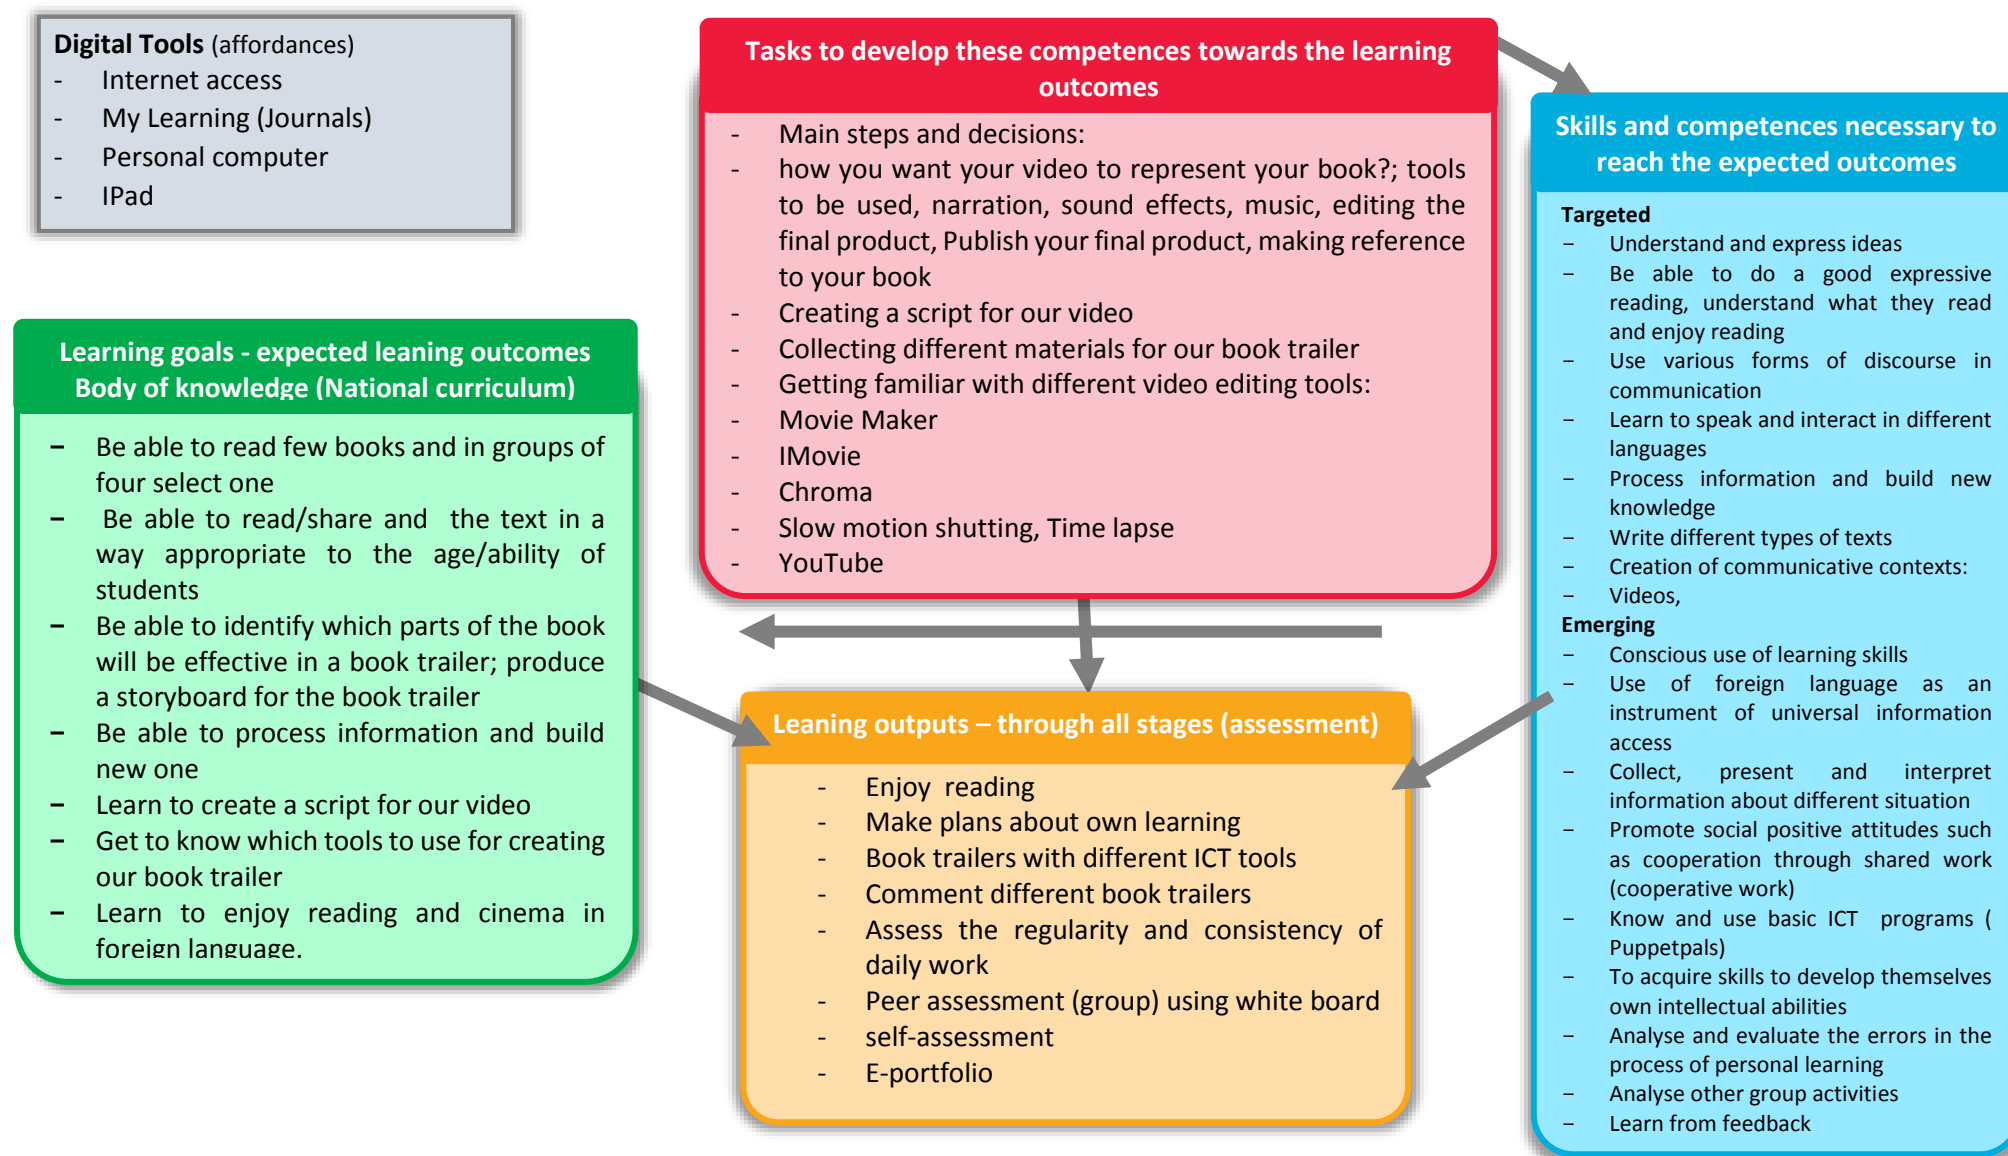 Digital Tools (affordances)
- Internet access
- My Learning (Journals)
- Personal computer
- IPad
Tasks to develop these competences towards the learning
outcomes
- Main steps and decisions:
- how you want your video to represent your book?; tools
to be used, narration, sound effects, music, editing the
final product, Publish your final product, making reference
to your book
- Creating a script for our video
- Collecting different materials for our book trailer
- Getting familiar with different video editing tools:
- Movie Maker
- IMovie
- Chroma
- Slow motion shutting, Time lapse
- YouTube
Skills and competences necessary to
reach the expected outcomes
Targeted
- Understand and express ideas
- Be able to do a good expressive
reading, understand what they read
and enjoy reading
- Use various forms of discourse in
communication
- Learn to speak and interact in different
languages
- Process information and build new
knowledge
- Write different types of texts
- Creation of communicative contexts:
- Videos,
Emerging
- Conscious use of learning skills
- Use of foreign language as an
instrument of universal information
access
- Collect, present and interpret
information about different situation
- Promote social positive attitudes such
as cooperation through shared work
(cooperative work)
- Know and use basic ICT programs (
Puppetpals)
- To acquire skills to develop themselves
own intellectual abilities
- Analyse and evaluate the errors in the
process of personal learning
- Analyse other group activities
- Learn from feedback
Learning goals - expected leaning outcomes
Body of knowledge (National curriculum)
– Be able to read few books and in groups of
four select one
– Be able to read/share and the text in a
way appropriate to the age/ability of
students
– Be able to identify which parts of the book
will be effective in a book trailer; produce
a storyboard for the book trailer
– Be able to process information and build
new one
– Learn to create a script for our video
– Get to know which tools to use for creating
our book trailer
– Learn to enjoy reading and cinema in
foreign language.
Leaning outputs – through all stages (assessment)
- Enjoy reading
- Make plans about own learning
- Book trailers with different ICT tools
- Comment different book trailers
- Assess the regularity and consistency of
daily work
- Peer assessment (group) using white board
- self-assessment
- E-portfolio